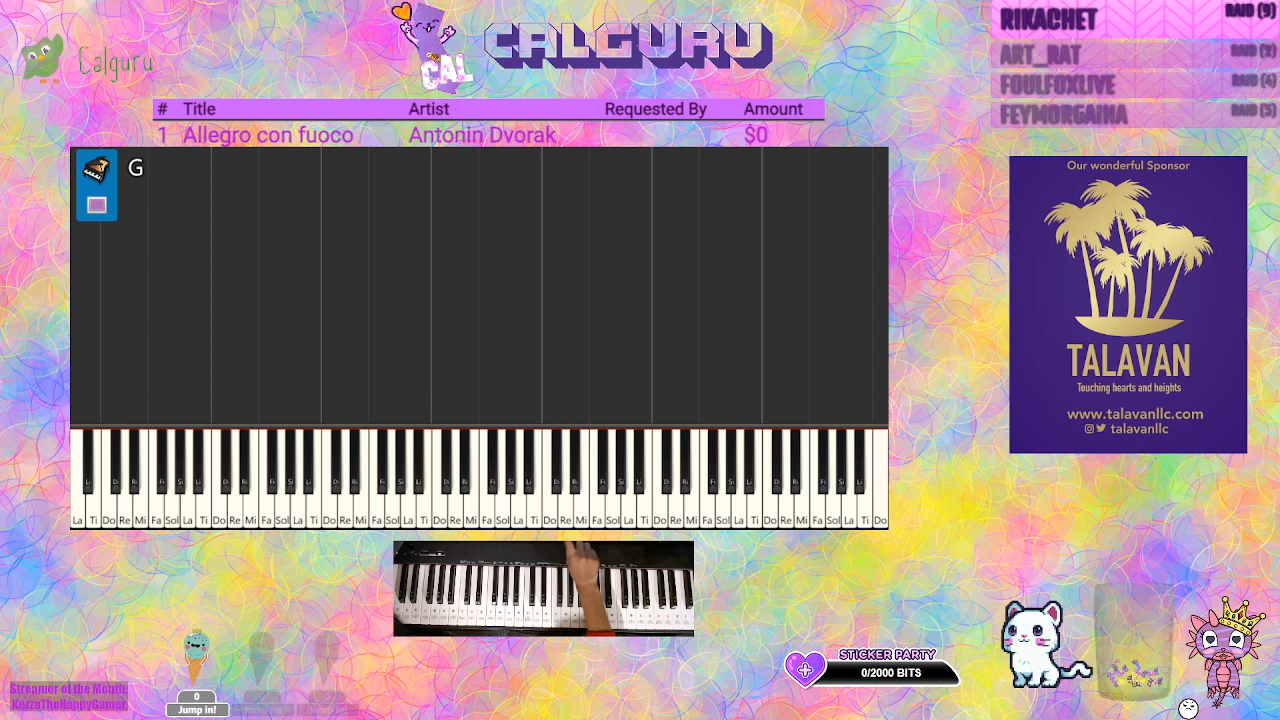 Calguru
CAL
CALGURU
RIKACHET RAID (9)
ART_RAT RAID (2)
FOULFOXLIVE RAID (4)
FEYMORGAINA
# Title Artist Requested By Amount
1 Allegro con fuoco Antonin Dvorak $0
G
Our wonderful Sponsor
TALAVAN
Touching hearts and heights
www.talavanllc.com
talavanllc
La Ti Do Re Mi Fa Sol La Ti Do Re Mi Fa Sol La Ti Do Re Mi Fa Sol La Ti Do Re Mi Fa Sol La Ti Do Re Mi Fa Sol La Ti Do Re Mi Fa Sol La Ti Do Re Mi Fa Sol La Ti Do
STICKER PARTY
0/2000 BITS
Streamer of the Month:
KezzaTheHappyGamer
0
Jump in!